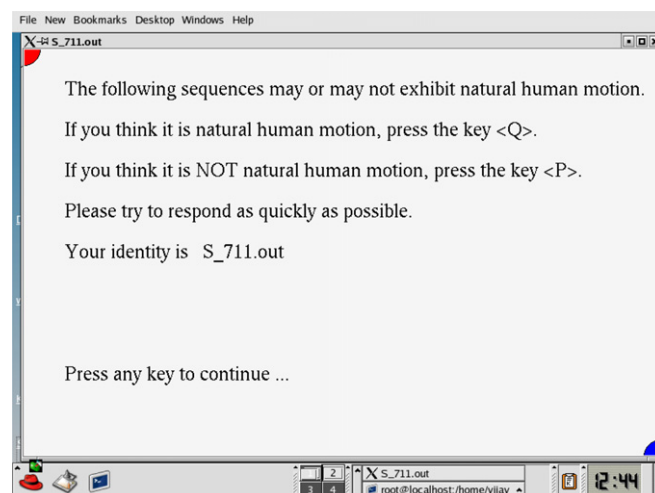 File New Bookmarks Desktop Windows Help
S_711.out
The following sequences may or may not exhibit natural human motion.
If you think it is natural human motion, press the key <Q>.
If you think it is NOT natural human motion, press the key <P>.
Please try to respond as quickly as possible.
Your identity is S_711.out
Press any key to continue ...
2
X S_711.out
3 4
root@localhost:/home/vijay
12:44